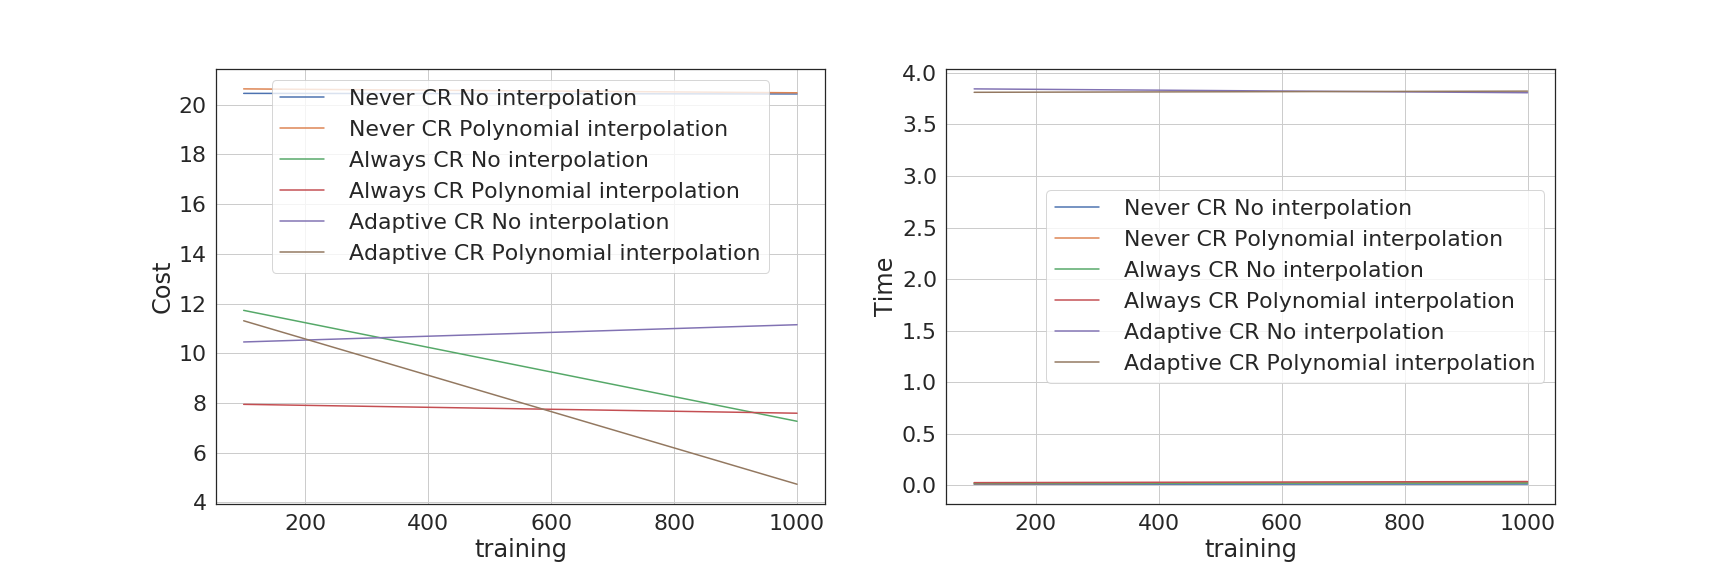 20
18
16
14
12
10
8
6
4
Cost
Never CR No interpolation
Never CR Polynomial interpolation
Always CR No interpolation
Always CR Polynomial interpolation
Adaptive CR No interpolation
Adaptive CR Polynomial interpolation
200 400 600 800 1000
training
4.0
3.5
3.0
2.5
2.0
1.5
1.0
0.5
0.0
Time
Never CR No interpolation
Never CR Polynomial interpolation
Always CR No interpolation
Always CR Polynomial interpolation
Adaptive CR No interpolation
Adaptive CR Polynomial interpolation
200 400 600 800 1000
training